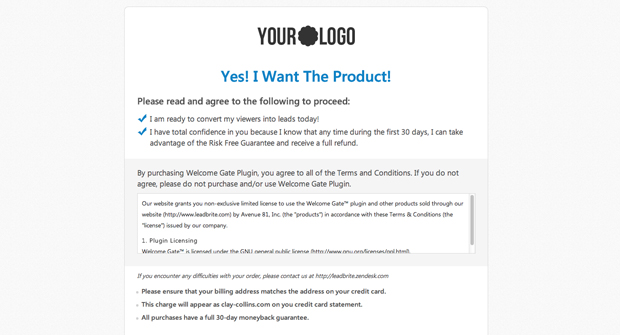 YOUR LOGO
Yes! I Want The Product!
Please read and agree to the following to proceed:
I am ready to convert my viewers into leads today!
I have total confidence in you because I know that any time during the first 30 days, I can take
advantage of the Risk Free Guarantee and receive a full refund.
By purchasing Welcome Gate Plugin, you agree to all of the Terms and Conditions. If you do not
agree, please do not purchase and/or use Welcome Gate Plugin.
Our website grants you non-exclusive limited license to use the Welcome Gate™ plugin and other products sold through our
website (http://www.leadbrite.com) by Avenue 81, Inc. (the "products") in accordance with these Terms & Conditions (the
"license") issued by our company.
1. Plugin Licensing
Welcome Gate™ is licensed under the GNU general public license (http://www.gnu.org/licenses/gpl.html).
If you encounter any difficulties with your order, please contact us at http://leadbrite.zendesk.com
Please ensure that your billing address matches the address on your credit card.
This charge will appear as clay-collins.com on you credit card statement.
All purchases have a full 30-day moneyback guarantee.